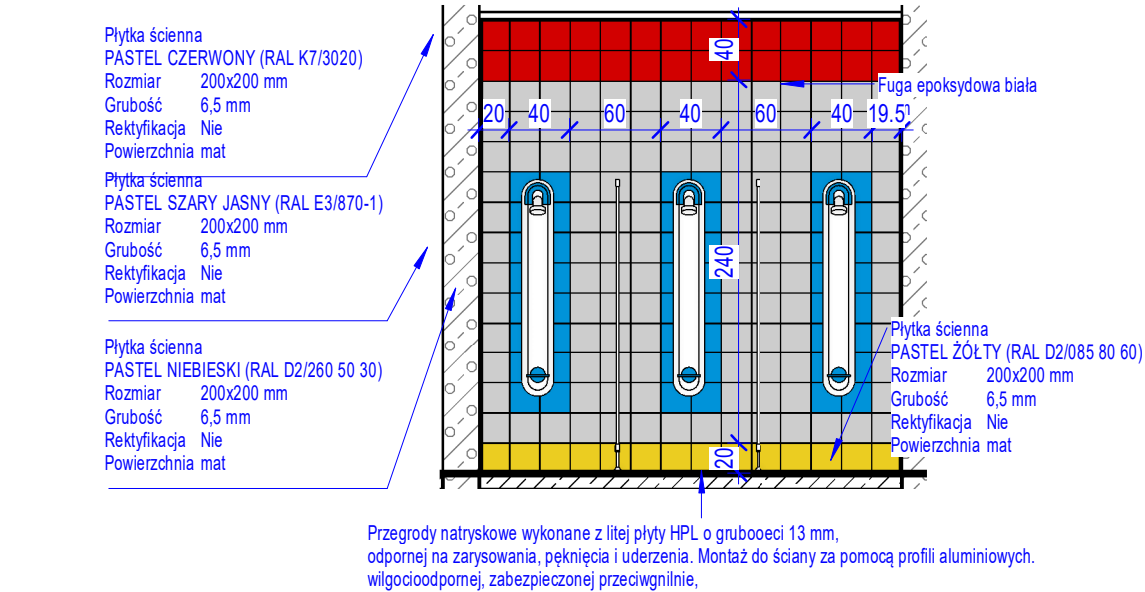 Płytka ścienna
PASTEL CZERWONY (RAL K7/3020)
Rozmiar 200x200 mm
Grubość 6,5 mm
Rektyfikacja Nie
Powierzchnia mat
Płytka ścienna
PASTEL SZARY JASNY (RAL E3/870-1)
Rozmiar 200x200 mm
Grubość 6,5 mm
Rektyfikacja Nie
Powierzchnia mat
Płytka ścienna
PASTEL NIEBIESKI (RAL D2/260 50 30)
Rozmiar 200x200 mm
Grubość 6,5 mm
Rektyfikacja Nie
Powierzchnia mat
40
Fuga epoksydowa biała
20 40 60 40 60 40 19.5
240
20
Płytka ścienna
PASTEL ŻÓŁTY (RAL D2/085 80 60)
Rozmiar 200x200 mm
Grubość 6,5 mm
Rektyfikacja Nie
Powierzchnia mat
Przegrody natryskowe wykonane z litej płyty HPL o grubooeci 13 mm,
odpornej na zarysowania, pęknięcia i uderzenia. Montaż do ściany za pomocą profili aluminiowych.
wilgocioodpornej, zabezpieczonej przeciwgnilnie,